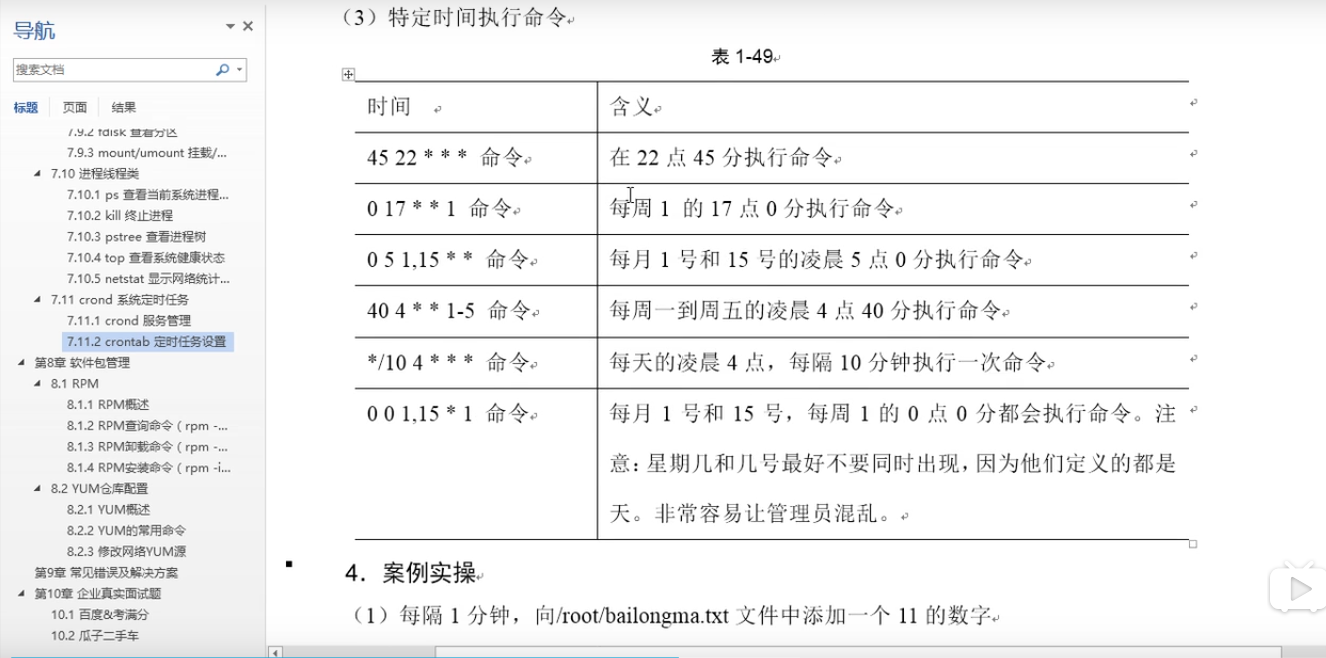 导航
搜索文档
标题 页面 结果
7.9.2 fdisk 查看分区
7.9.3 mount/umount 挂载/...
7.10 进程线程类
7.10.1 ps 查看当前系统进程...
7.10.2 kill 终止进程
7.10.3 pstree 查看进程树
7.10.4 top 查看系统健康状态
7.10.5 netstat 显示网络统计...
7.11 crond 系统定时任务
7.11.1 crond 服务管理
7.11.2 crontab 定时任务设置
第8章 软件包管理
8.1 RPM
8.1.1 RPM概述
8.1.2 RPM查询命令（rpm -...
8.1.3 RPM卸载命令（rpm -...
8.1.4 RPM安装命令（rpm -i...
8.2 YUM仓库配置
8.2.1 YUM概述
8.2.2 YUM的常用命令
8.2.3 修改网络YUM源
第9章 常见错误及解决方案
第10章 企业真实面试题
10.1 百度&考满分
10.2 瓜子二手车
（3）特定时间执行命令
表 1-49
时间 含义
45 22 * * * 命令 在 22 点 45 分执行命令
0 17 * * 1 命令 每周 1 的 17 点 0 分执行命令
0 5 1,15 * * 命令 每月 1 号和 15 号的凌晨 5 点 0 分执行命令
40 4 * * 1-5 命令 每周一到周五的凌晨 4 点 40 分执行命令
*/10 4 * * * 命令 每天的凌晨 4 点，每隔 10 分钟执行一次命令
0 0 1,15 * 1 命令 每月 1 号和 15 号，每周 1 的 0 点 0 分都会执行命令。注
意：星期几和几号最好不要同时出现，因为他们定义的都是
天。非常容易让管理员混乱。
4．案例实操
（1）每隔 1 分钟，向/root/bailongma.txt 文件中添加一个 11 的数字